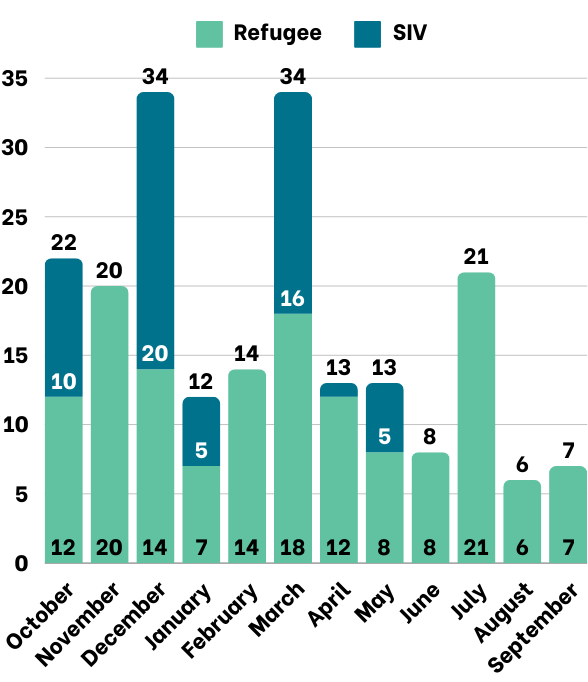 Refugee SIV
35
30
25
20
15
10
5
0
22
10
12
20
20
34
20
14
12
5
7
14
14
34
16
18
13
12
13
5
8
8
8
21
21
6
6
7
7
October
November
December
January
February
March
April
May
June
July
August
September